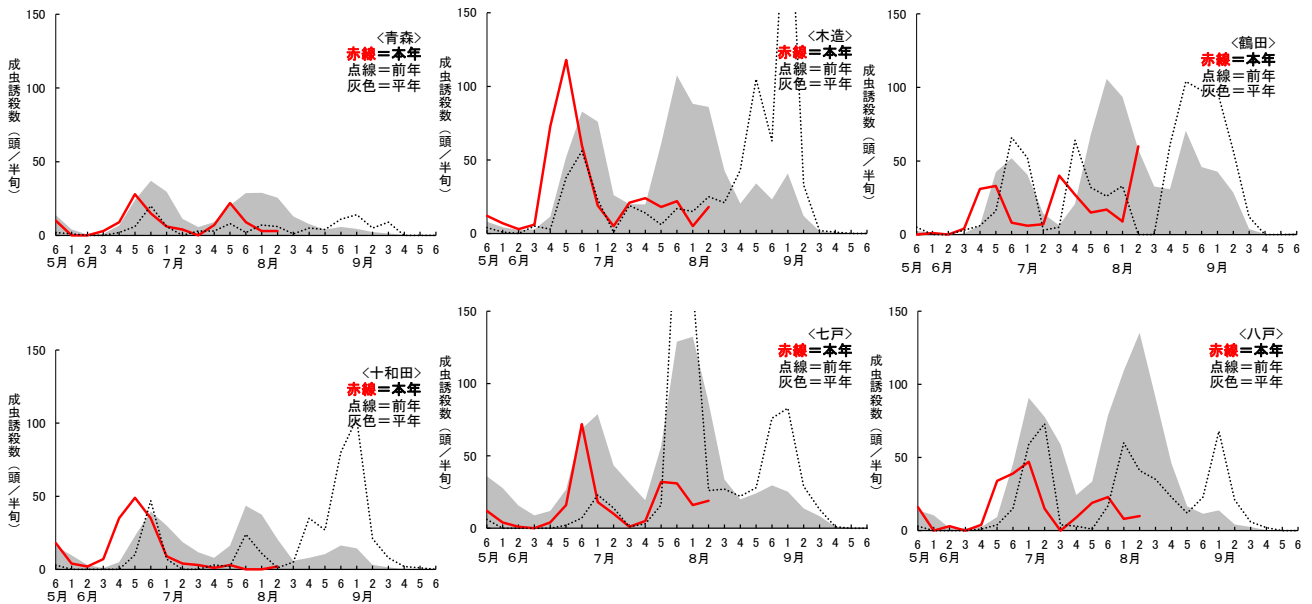 成虫誘殺数（頭／半旬）
150
100
50
0
<青森>
赤線＝本年
点線＝前年
灰色＝平年
6 1 2 3 4 5 6 1 2 3 4 5 6 1 2 3 4 5 6 1 2 3 4 5 6
5月 6月 7月 8月 9月
成虫誘殺数（頭／半旬）
150
100
50
0
<木造>
赤線＝本年
点線＝前年
灰色＝平年
6 1 2 3 4 5 6 1 2 3 4 5 6 1 2 3 4 5 6 1 2 3 4 5 6
5月 6月 7月 8月 9月
成虫誘殺数（頭／半旬）
150
100
50
0
<鶴田>
赤線＝本年
点線＝前年
灰色＝平年
6 1 2 3 4 5 6 1 2 3 4 5 6 1 2 3 4 5 6 1 2 3 4 5 6
5月 6月 7月 8月 9月
成虫誘殺数（頭／半旬）
150
100
50
0
<十和田>
赤線＝本年
点線＝前年
灰色＝平年
6 1 2 3 4 5 6 1 2 3 4 5 6 1 2 3 4 5 6 1 2 3 4 5 6
5月 6月 7月 8月 9月
成虫誘殺数（頭／半旬）
150
100
50
0
<七戸>
赤線＝本年
点線＝前年
灰色＝平年
6 1 2 3 4 5 6 1 2 3 4 5 6 1 2 3 4 5 6 1 2 3 4 5 6
5月 6月 7月 8月 9月
成虫誘殺数（頭／半旬）
150
100
50
0
<八戸>
赤線＝本年
点線＝前年
灰色＝平年
6 1 2 3 4 5 6 1 2 3 4 5 6 1 2 3 4 5 6 1 2 3 4 5 6
5月 6月 7月 8月 9月